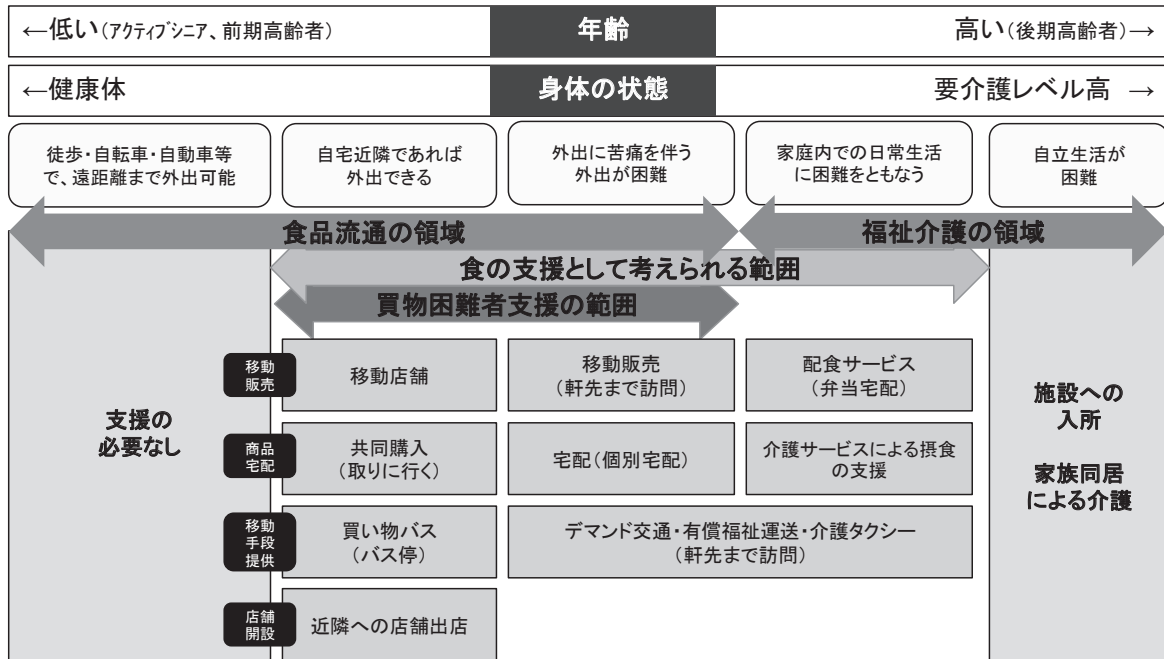 ←低い(アクティブシニア、前期高齢者)
年齢
高い(後期高齢者)→
←健康体
身体の状態
要介護レベル高 →
徒歩・自転車・自動車等
で、遠距離まで外出可能
自宅近隣であれば
外出できる
外出に苦痛を伴う
外出が困難
家庭内での日常生活
に困難をともなう
自立生活が
困難
食品流通の領域
福祉介護の領域
食の支援として考えられる範囲
買物困難者支援の範囲
支援の
必要なし
移動
販売
移動店舗
移動販売
(軒先まで訪問)
配食サービス
(弁当宅配)
商品
宅配
共同購入
(取りに行く)
宅配(個別宅配)
介護サービスによる摂食
の支援
移動
手段
提供
買い物バス
(バス停)
デマンド交通・有償福祉運送・介護タクシー
(軒先まで訪問)
店舗
開設
近隣への店舗出店
施設への
入所
家族同居
による介護